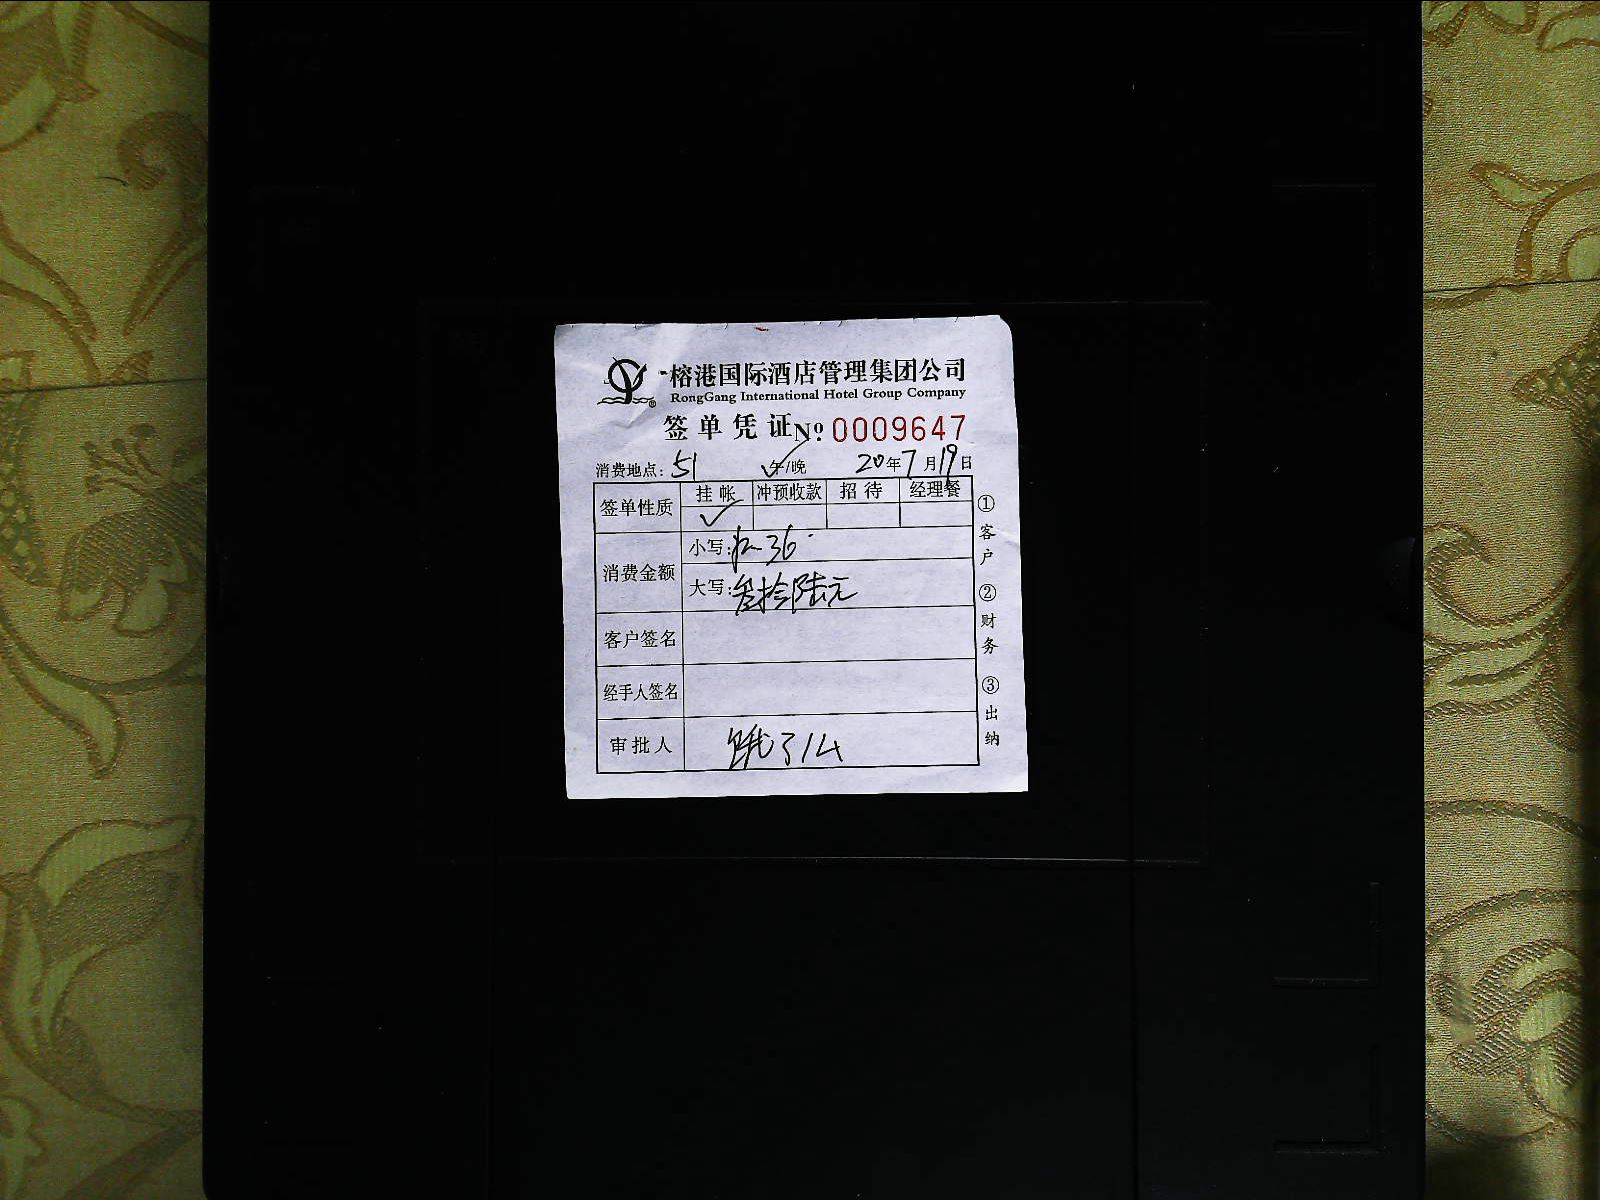 榕港国际酒店管理集团公司
RongGang International Hotel Group Company
签单凭证 № 0009647
消费地点: 51 午/晚 20年7月19日
签单性质 挂帐 冲预收款 招待 经理餐
✓
消费金额
小写: 36
大写: 叁拾陆元
客户签名
经手人签名
审批人 饿了
①客户 ②财务 ③出纳